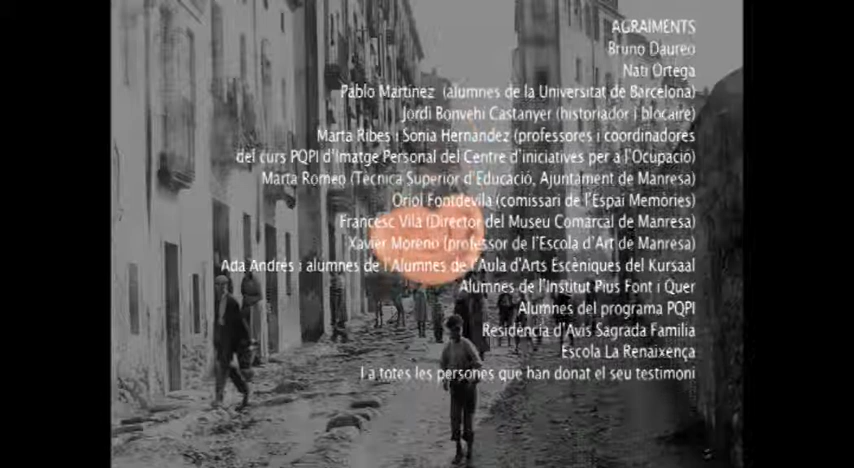 AGRAIMENTS
Bruno Daureo
Nati Ortega
Pablo Martinez (alumnes de la Universitat de Barcelona)
Jordi Bonvehi Castanyer (historiador i blocaire)
Marta Ribes i Sonia Hernández (professores i coordinadores
del curs PQPI d'Imatge Personal del Centre d'iniciatives per a l'Ocupació)
Marta Romeo (Tècnica Superior d'Educació, Ajuntament de Manresa)
Oriol Fontdevila (comissari de l'Espai Memòries)
Francesc Vilà (Director del Museu Comarcal de Manresa)
Xavier Moreno (professor de l'Escola d'Art de Manresa)
Ada Andrés i alumnes de l'Alumnes de l'Aula d'Arts Escèniques del Kursaal
Alumnes de l'Institut Pius Font i Quer
Alumnes del programa PQPI
Residència d'Avis Sagrada Família
Escola La Renaixença
I a totes les persones que han donat el seu testimoni